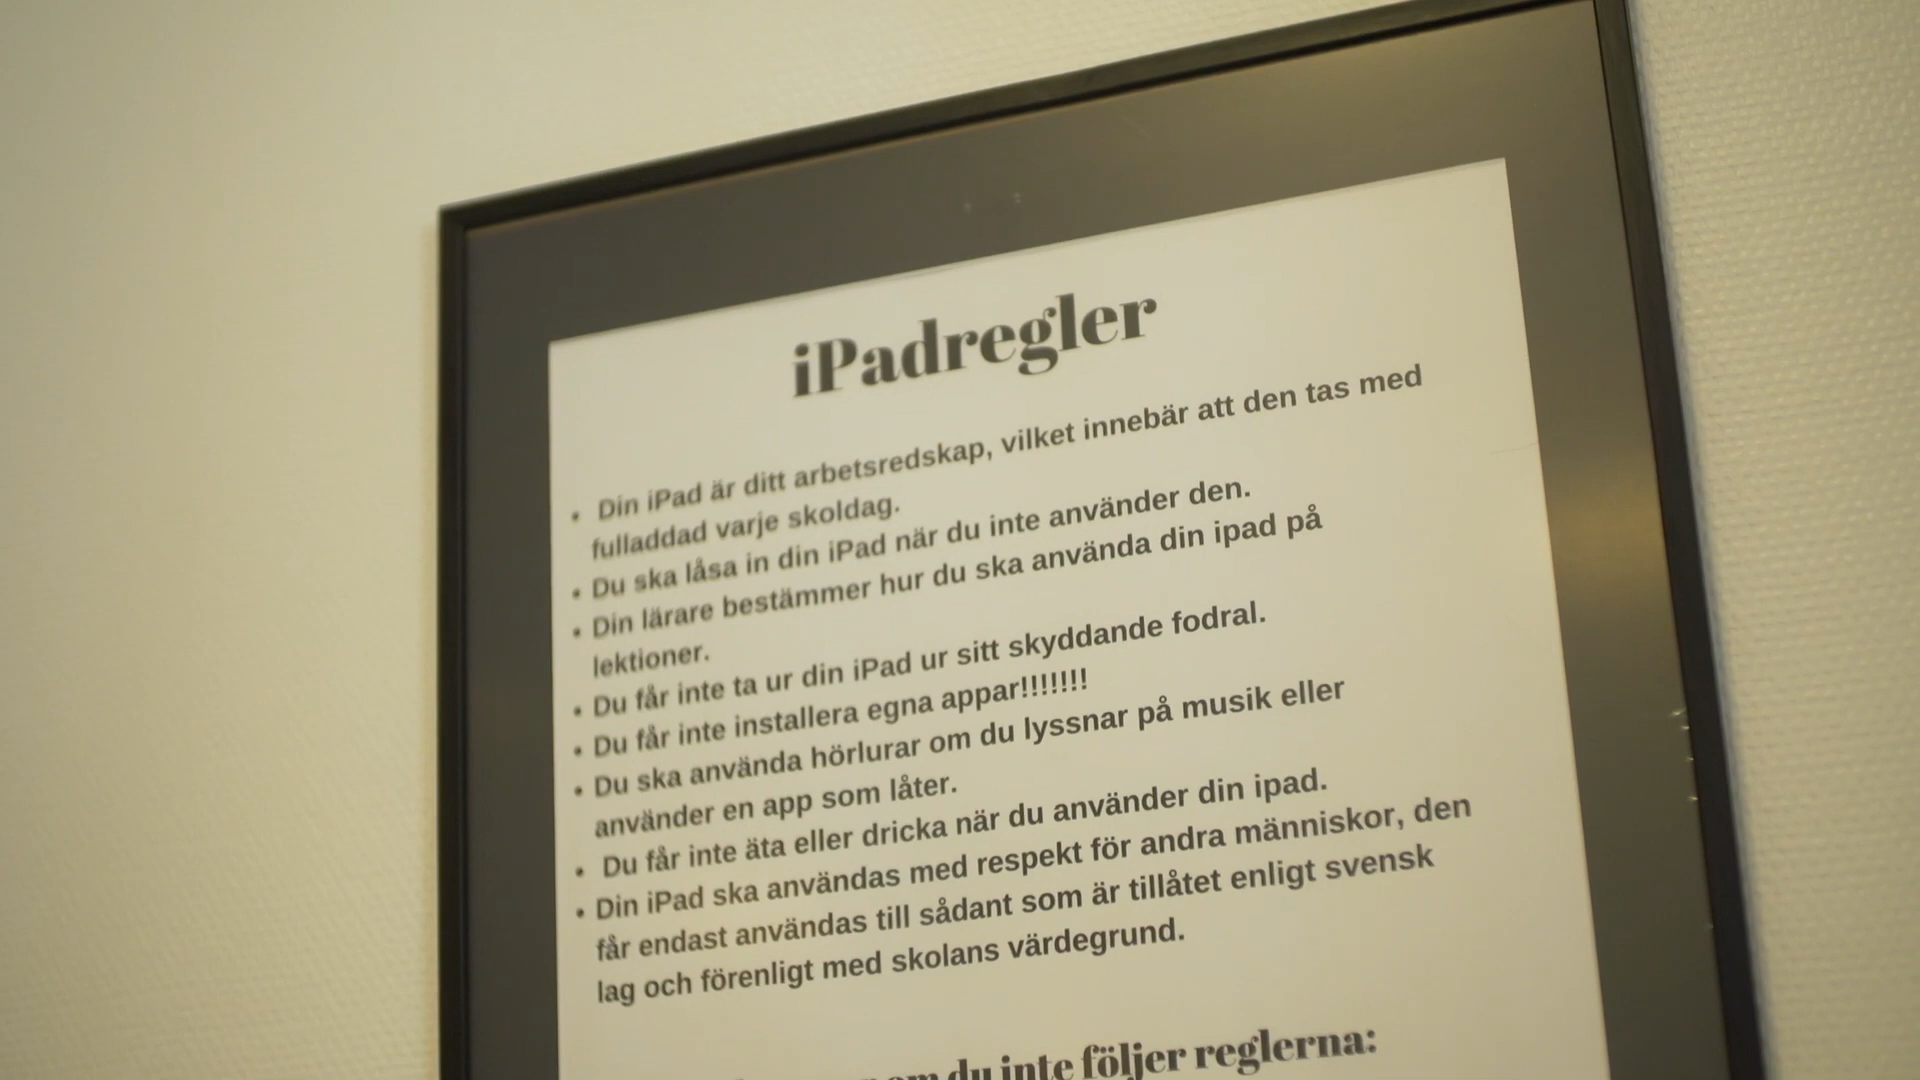 iPadregler
• Din iPad är ditt arbetsredskap, vilket innebär att den tas med
fulladdad varje skoldag.
• Du ska låsa in din iPad när du inte använder den.
• Din lärare bestämmer hur du ska använda din ipad på
lektioner.
• Du får inte ta ur din iPad ur sitt skyddande fodral.
• Du får inte installera egna appar!!!!!!!
• Du ska använda hörlurar om du lyssnar på musik eller
använder en app som låter.
• Du får inte äta eller dricka när du använder din ipad.
• Din iPad ska användas med respekt för andra människor, den
får endast användas till sådant som är tillåtet enligt svensk
lag och förenligt med skolans värdegrund.
om du inte följer reglerna: